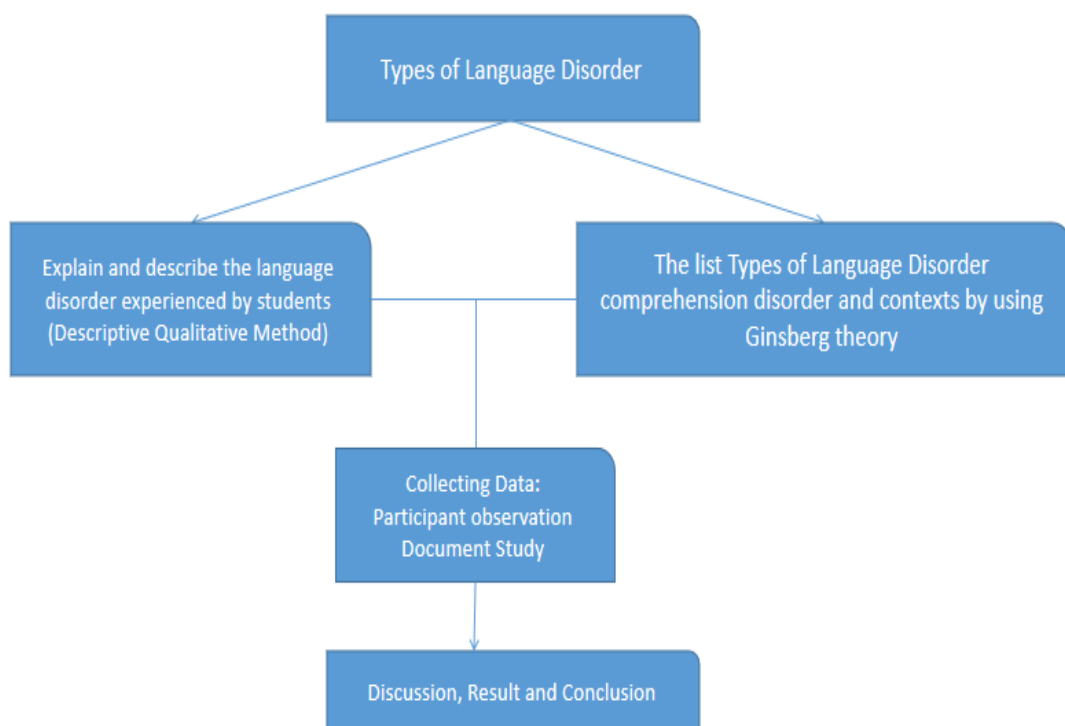 Types of Language Disorder
Explain and describe the language
disorder experienced by students
(Descriptive Qualitative Method)
The list Types of Language Disorder
comprehension disorder and contexts by using
Ginsberg theory
Collecting Data:
Participant observation
Document Study
Discussion, Result and Conclusion